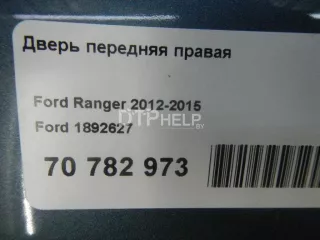 Дверь передняя правая
Ford Ranger 2012-2015
DTPHELP.BY
Ford 1892627
70 782 973